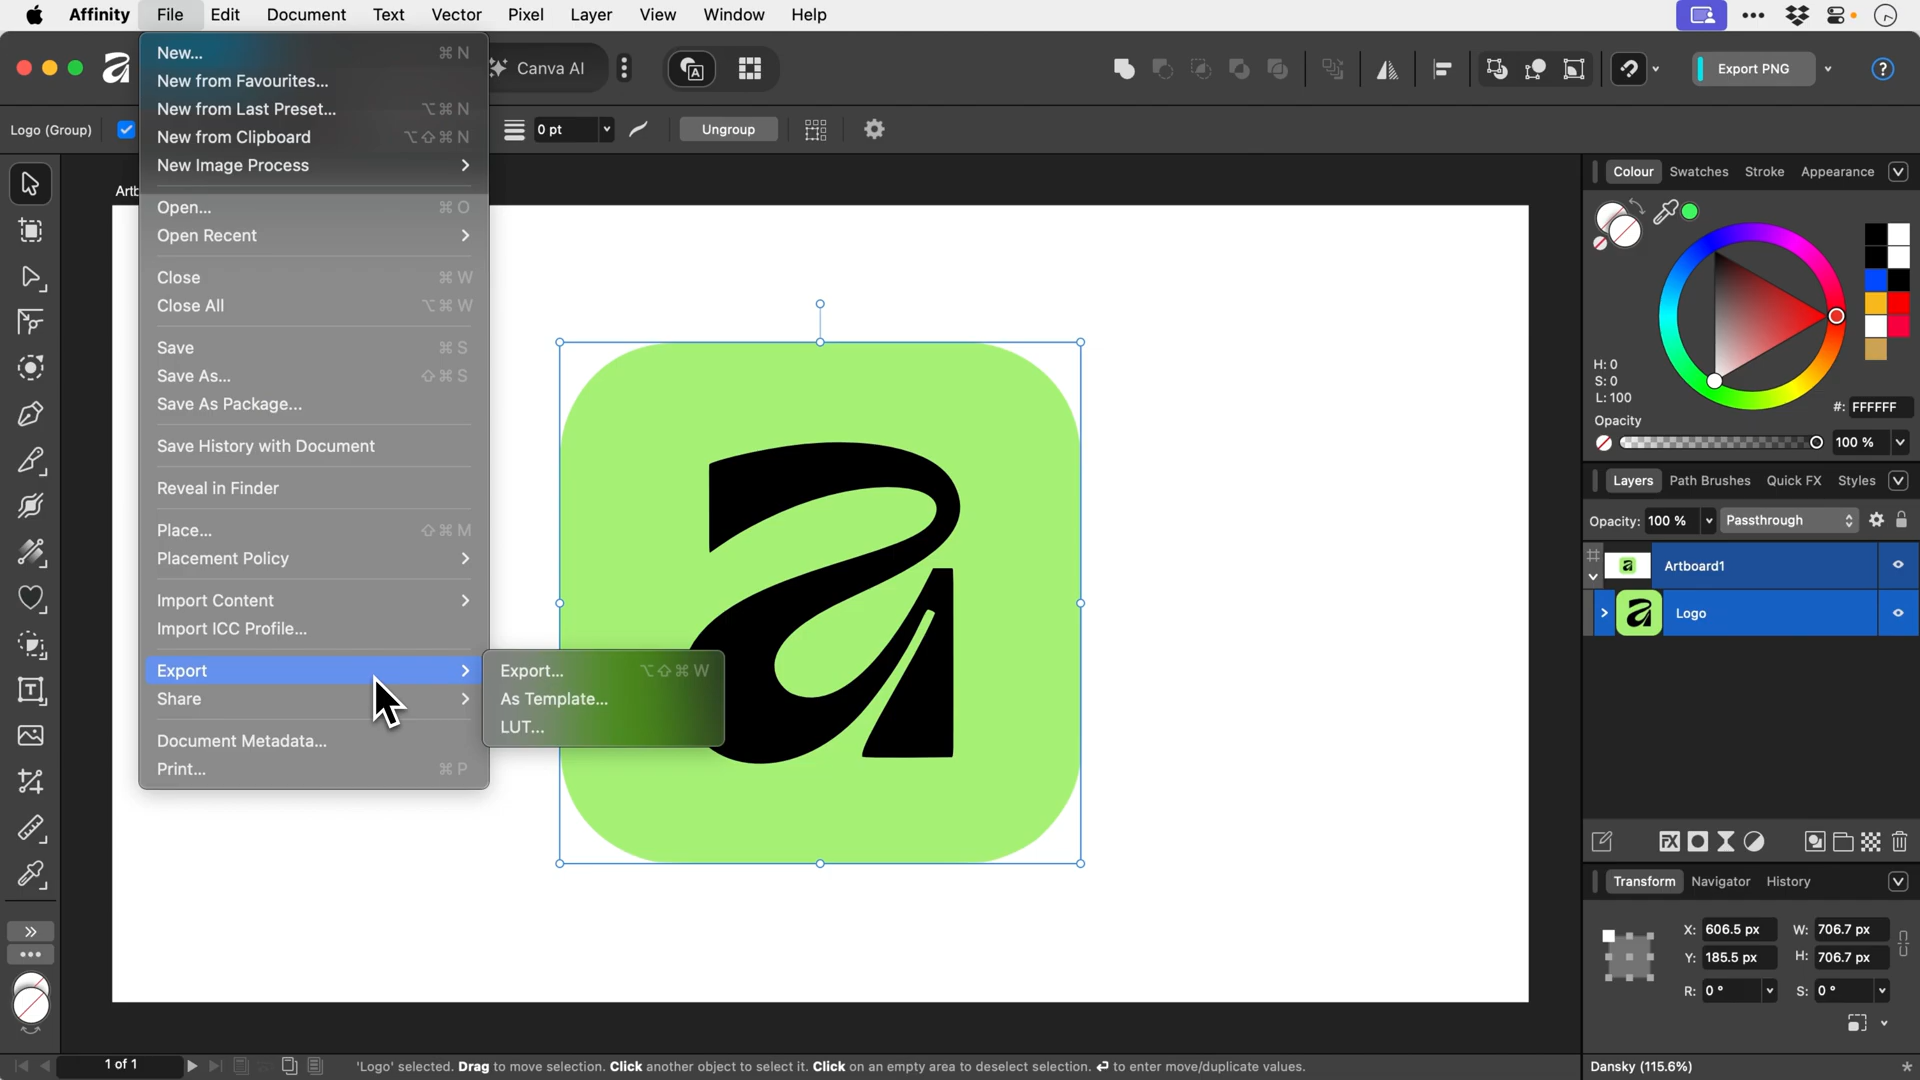 Affinity File Edit Document Text Vector Pixel Layer View Window Help
Canva AI
Export PNG
?
Logo (Group)
0 pt
Ungroup
New... ⌘ N
New from Favourites...
New from Last Preset... ⌥ ⌘ N
New from Clipboard ⌥ ⇧ ⌘ N
New Image Process
Open... ⌘ O
Open Recent
Close ⌘ W
Close All ⌥ ⌘ W
Save ⌘ S
Save As... ⇧ ⌘ S
Save As Package...
Save History with Document
Reveal in Finder
Place... ⇧ ⌘ M
Placement Policy
Import Content
Import ICC Profile...
Export
Share
Document Metadata...
Print... ⌘ P
Export... ⌥ ⇧ ⌘ W
As Template...
LUT...
a
Colour Swatches Stroke Appearance
H: 0
S: 0
L: 100
#: FFFFFF
Opacity
100 %
Layers Path Brushes Quick FX Styles
Opacity: 100 % Passthrough
Artboard1
Logo
FX
Transform Navigator History
X: 606.5 px W: 706.7 px
Y: 185.5 px H: 706.7 px
R: 0 ° S: 0 °
1 of 1
'Logo' selected. Drag to move selection. Click another object to select it. Click on an empty area to deselect selection. ⏎ to enter move/duplicate values.
Dansky (115.6%) *